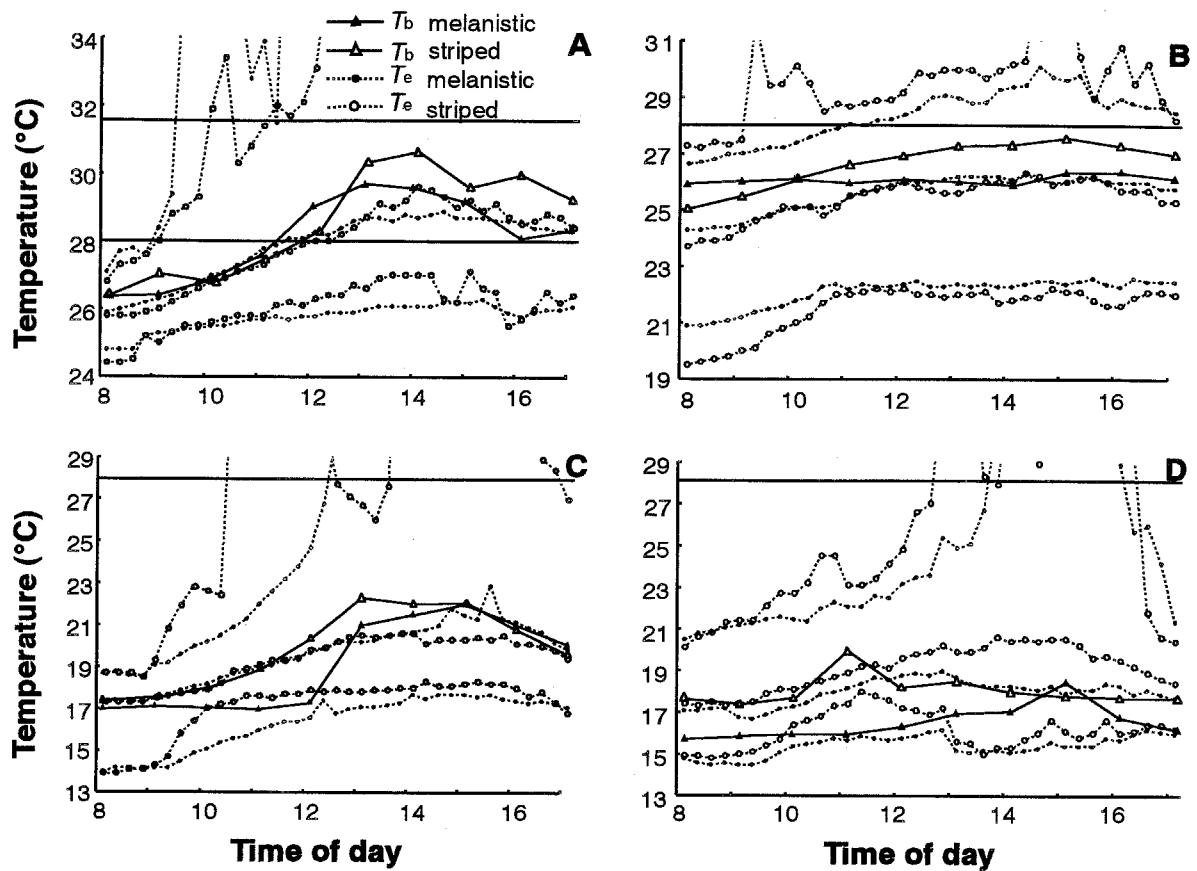 Tb melanistic
Tb striped
Te melanistic
Te striped
A
34
32
30
28
26
24
8 10 12 14 16
Temperature (°C)
B
31
29
27
25
23
21
19
8 10 12 14 16
C
29
27
25
23
21
19
17
15
13
8 10 12 14 16
Temperature (°C)
Time of day
D
29
27
25
23
21
19
17
15
13
8 10 12 14 16
Time of day